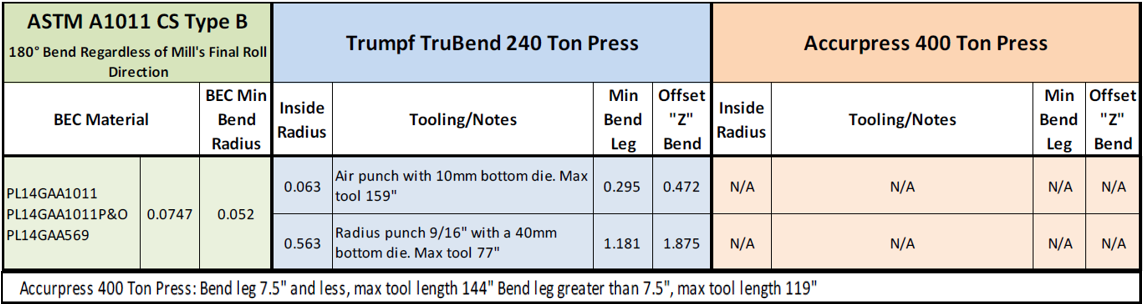 ASTM A1011 CS Type B
180° Bend Regardless of Mill's Final Roll
Direction
Trumpf TruBend 240 Ton Press
Accurpress 400 Ton Press
BEC Material
BEC Min
Bend
Radius
Inside
Radius
Tooling/Notes
Min
Bend
Leg
Offset
"Z"
Bend
Inside
Radius
Tooling/Notes
Min
Bend
Leg
Offset
"Z"
Bend
PL14GAA1011
PL14GAA1011P&O
PL14GAA569
0.0747
0.052
0.063
Air punch with 10mm bottom die. Max
tool 159"
0.295
0.472
N/A
N/A
N/A
N/A
0.563
Radius punch 9/16" with a 40mm
bottom die. Max tool 77"
1.181
1.875
N/A
N/A
N/A
N/A
Accurpress 400 Ton Press: Bend leg 7.5" and less, max tool length 144" Bend leg greater than 7.5", max tool length 119"